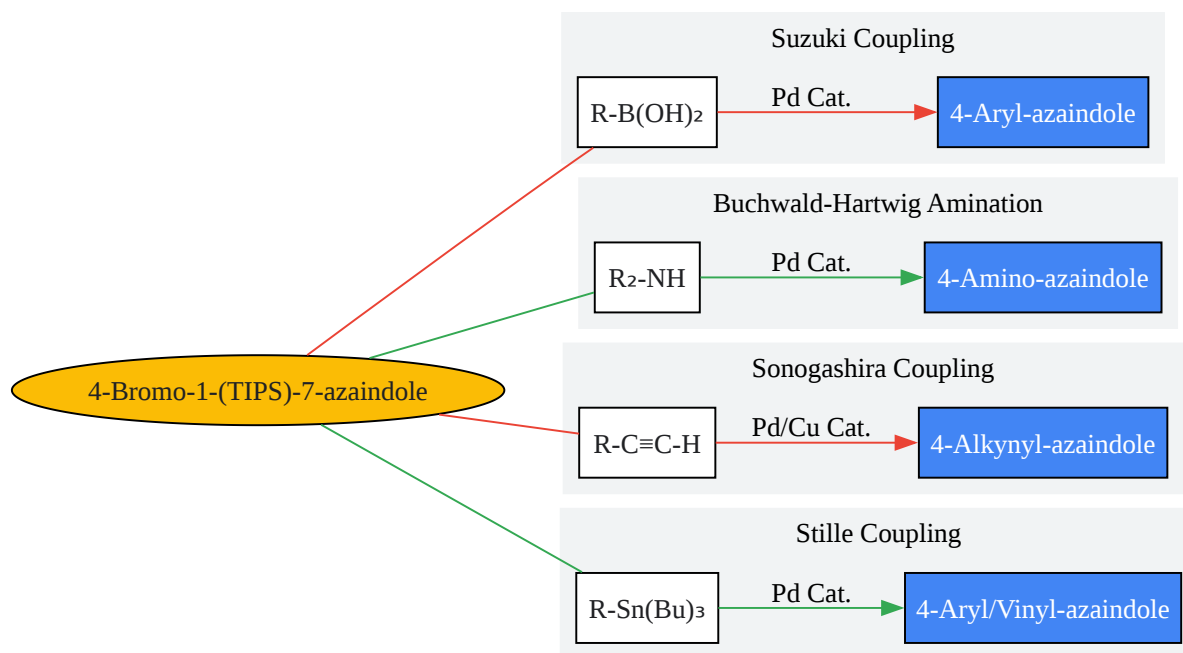 Suzuki Coupling
R-B(OH)₂
Pd Cat.
4-Aryl-azaindole
Buchwald-Hartwig Amination
R₂-NH
Pd Cat.
4-Amino-azaindole
4-Bromo-1-(TIPS)-7-azaindole
Sonogashira Coupling
R-C≡C-H
Pd/Cu Cat.
4-Alkynyl-azaindole
Stille Coupling
R-Sn(Bu)₃
Pd Cat.
4-Aryl/Vinyl-azaindole